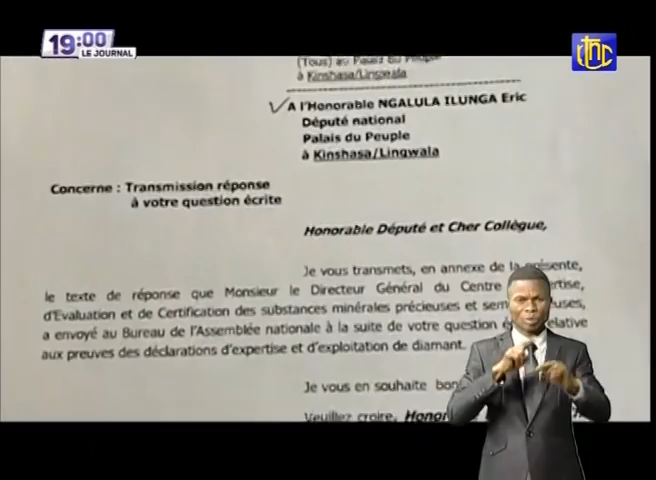 19:00
LE JOURNAL
(Tous) au Palais du Peuple
à Kinshasa/Lingwala
A l'Honorable NGALULA ILUNGA Eric
Député national
Palais du Peuple
à Kinshasa/Lingwala
Concerne : Transmission réponse
à votre question écrite
Honorable Député et Cher Collègue,
Je vous transmets, en annexe de la présente,
le texte de réponse que Monsieur le Directeur Général du Centre
d'Evaluation et de Certification des substances minérales précieuses et
a envoyé au Bureau de l'Assemblée nationale à la suite de votre question relative
aux preuves des déclarations d'expertise et d'exploitation de diamant.
Je vous en souhaite
Veuillez croire,